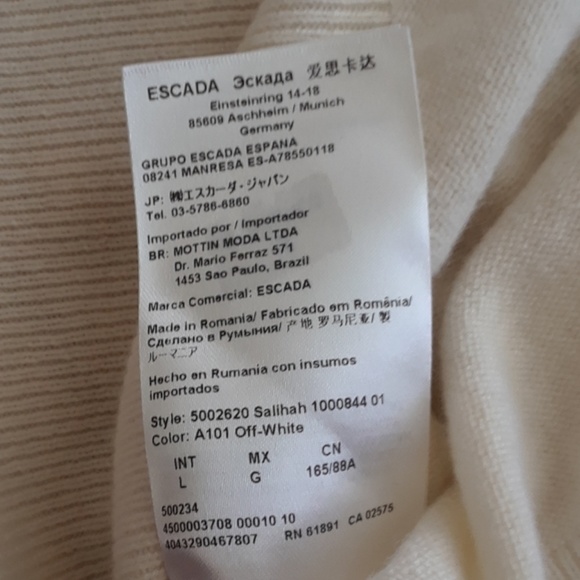 ESCADA Эскада 爱思卡达
Einsteinring 14-18
85609 Aschheim / Munich
Germany
GRUPO ESCADA ESPANA
08241 MANRESA ES-A78550118
JP: ㈱エスカーダ・ジャパン
Tel. 03-5786-6860
Importado por / Importador
BR: MOTTIN MODA LTDA
Dr. Mario Ferraz 571
1453 Sao Paulo, Brazil
Marca Comercial: ESCADA
Made in Romania/ Fabricado em Romênia/
Сделано в Румыния/ 产地 罗马尼亚/ 製
ルーマニア
Hecho en Rumania con insumos
importados
Style: 5002620 Salihah 1000844 01
Color: A101 Off-White
INT MX CN
L G 165/88A
500234
4500003708 00010 10
4043290467807 RN 61891 CA 02575